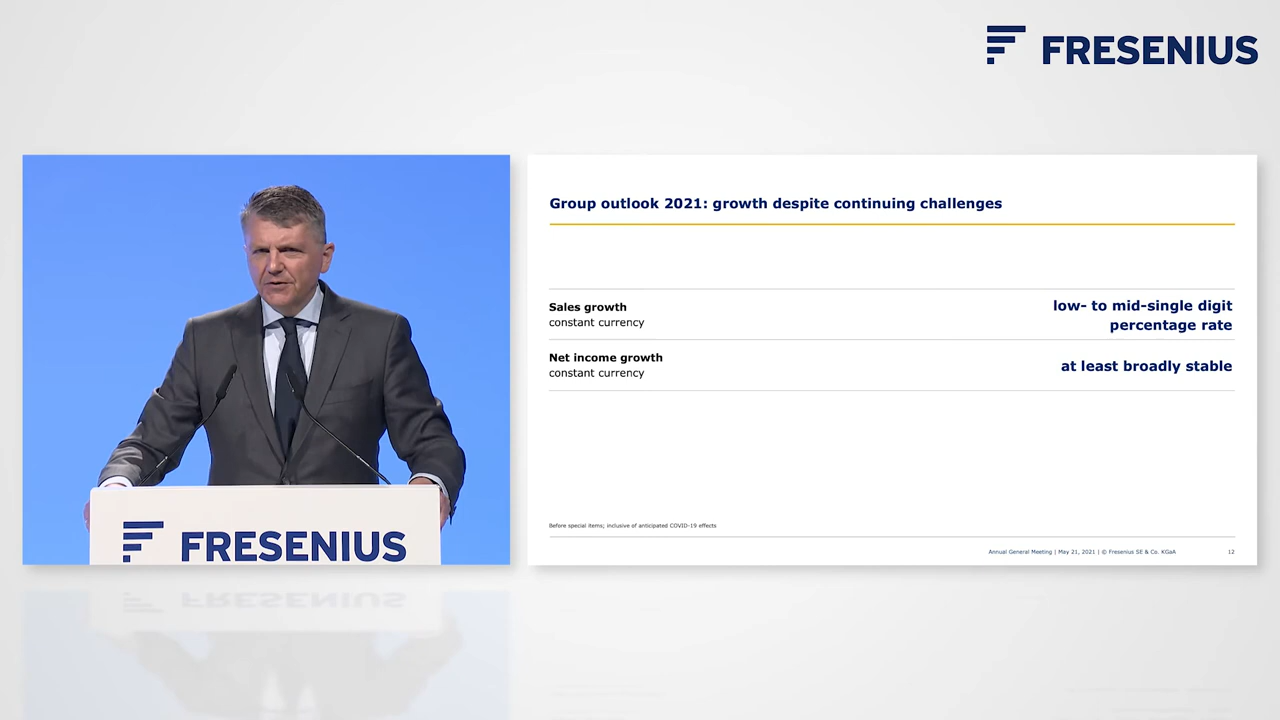 FRESENIUS
FRESENIUS
Group outlook 2021: growth despite continuing challenges
Sales growth
constant currency
low- to mid-single digit
percentage rate
Net income growth
constant currency
at least broadly stable
Before special items; inclusive of anticipated COVID-19 effects
Annual General Meeting | May 21, 2021 | © Fresenius SE & Co. KGaA
12